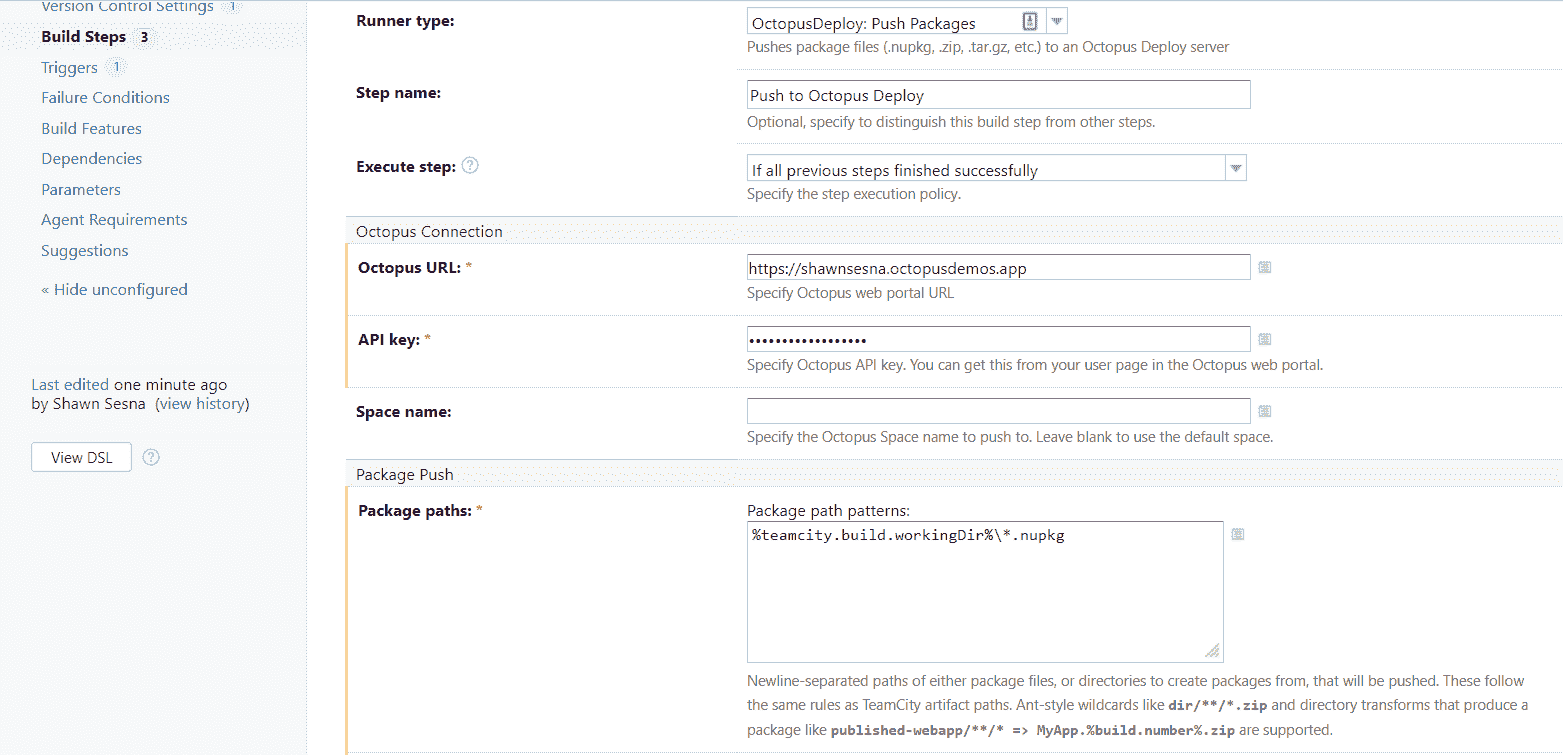 Version Control Settings 1
Build Steps 3
Triggers 1
Failure Conditions
Build Features
Dependencies
Parameters
Agent Requirements
Suggestions
« Hide unconfigured
Last edited one minute ago
by Shawn Sesna (view history)
View DSL ?
Runner type:
OctopusDeploy: Push Packages
Pushes package files (.nupkg, .zip, .tar.gz, etc.) to an Octopus Deploy server
Step name:
Push to Octopus Deploy
Optional, specify to distinguish this build step from other steps.
Execute step: ?
If all previous steps finished successfully
Specify the step execution policy.
Octopus Connection
Octopus URL: *
https://shawnsesna.octopusdemos.app
Specify Octopus web portal URL
API key: *
••••••••••••••••••
Specify Octopus API key. You can get this from your user page in the Octopus web portal.
Space name:
Specify the Octopus Space name to push to. Leave blank to use the default space.
Package Push
Package paths: *
Package path patterns:
%teamcity.build.workingDir%\*.nupkg
Newline-separated paths of either package files, or directories to create packages from, that will be pushed. These follow
the same rules as TeamCity artifact paths. Ant-style wildcards like dir/**/*.zip and directory transforms that produce a
package like published-webapp/**/* => MyApp.%build.number%.zip are supported.